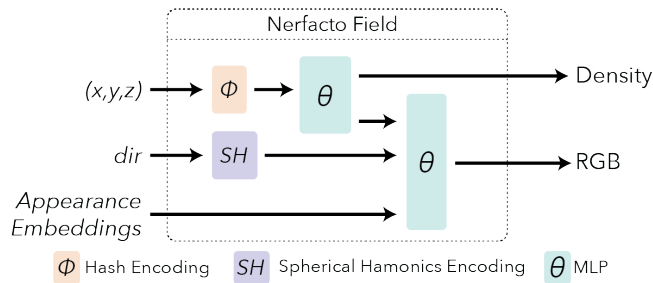 Nerfacto Field
(x,y,z)
Φ
θ
Density
dir
SH
θ
RGB
Appearance
Embeddings
Φ Hash Encoding
SH Spherical Hamonics Encoding
θ MLP